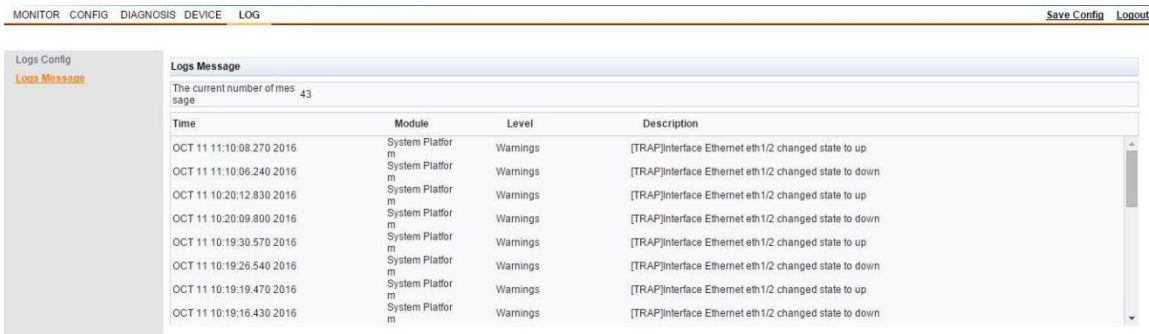 MONITOR CONFIG DIAGNOSIS DEVICE LOG Save Config Logout
Logs Config
Logs Message
Logs Message
The current number of mes
sage
43
Time Module Level Description
OCT 11 11:10:08.270 2016 System Platfor
m Warnings [TRAP]Interface Ethernet eth1/2 changed state to up
OCT 11 11:10:06.240 2016 System Platfor
m Warnings [TRAP]Interface Ethernet eth1/2 changed state to down
OCT 11 10:20:12.830 2016 System Platfor
m Warnings [TRAP]Interface Ethernet eth1/2 changed state to up
OCT 11 10:20:09.800 2016 System Platfor
m Warnings [TRAP]Interface Ethernet eth1/2 changed state to down
OCT 11 10:19:30.570 2016 System Platfor
m Warnings [TRAP]Interface Ethernet eth1/2 changed state to up
OCT 11 10:19:26.540 2016 System Platfor
m Warnings [TRAP]Interface Ethernet eth1/2 changed state to down
OCT 11 10:19:19.470 2016 System Platfor
m Warnings [TRAP]Interface Ethernet eth1/2 changed state to up
OCT 11 10:19:16.430 2016 System Platfor
m Warnings [TRAP]Interface Ethernet eth1/2 changed state to down